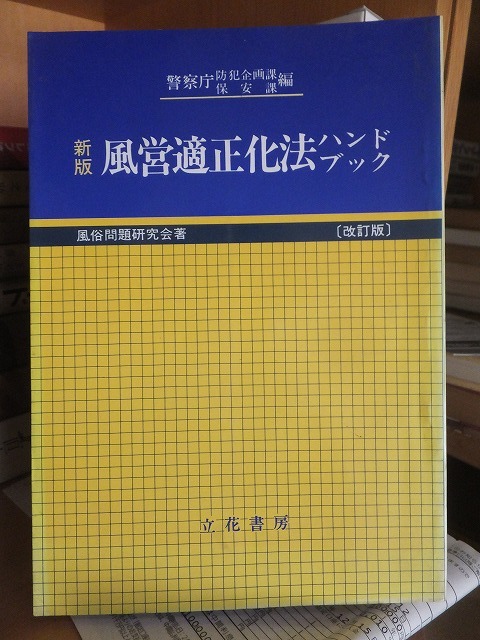 警察庁 防犯企画課 保安課 編
新版 風営適正化法ハンドブック
風俗問題研究会著 〔改訂版〕
立花書房